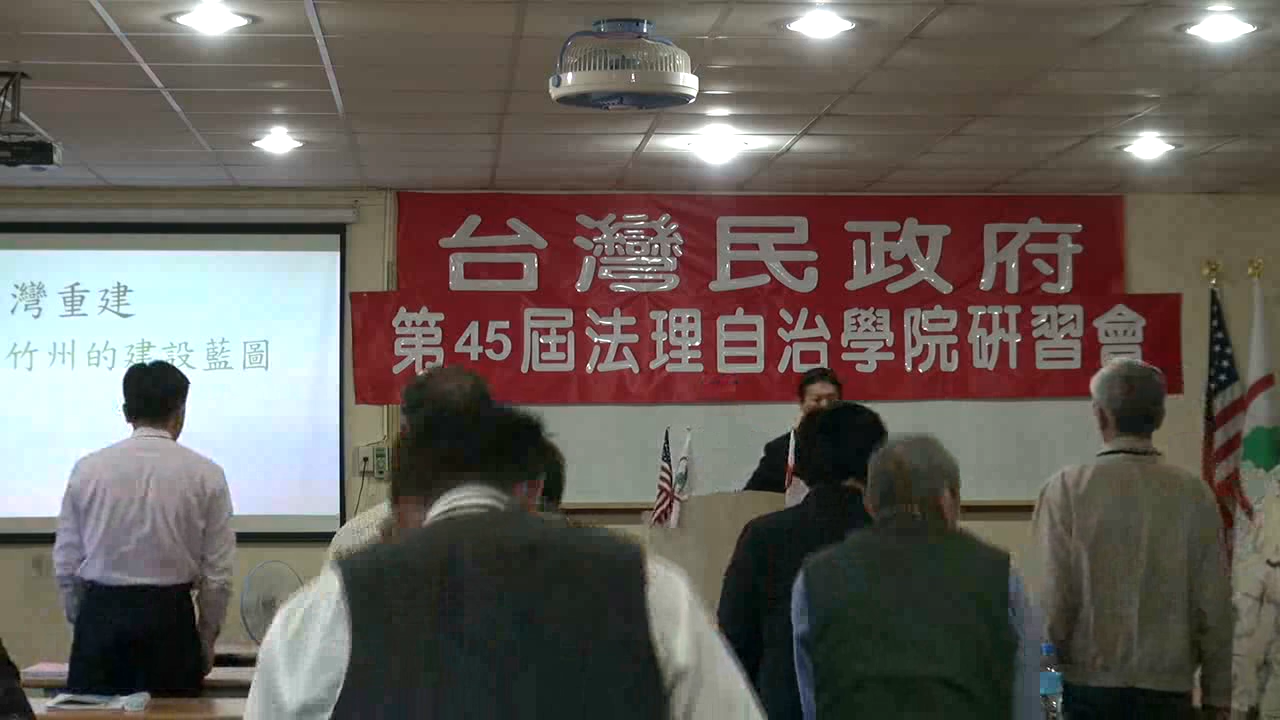 台灣民政府
第45屆法理自治學院研習會
灣重建
竹州的建設藍圖